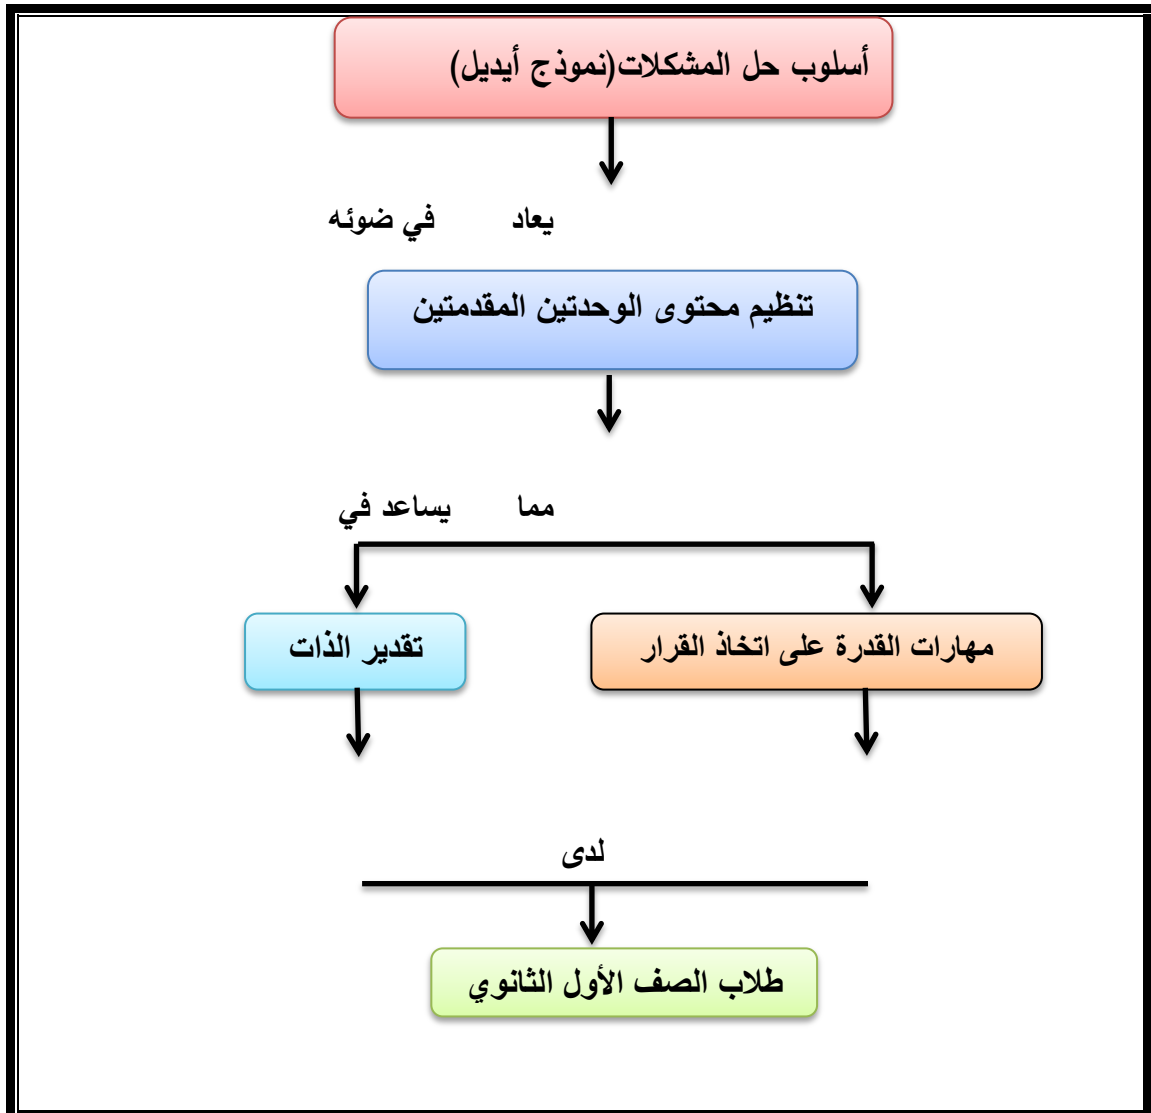 أسلوب حل المشكلات(نموذج أيديل)
يعاد في ضوئه
تنظيم محتوى الوحدتين المقدمتين
مما يساعد في
مهارات القدرة على اتخاذ القرار
تقدير الذات
لدى
طلاب الصف الأول الثانوي